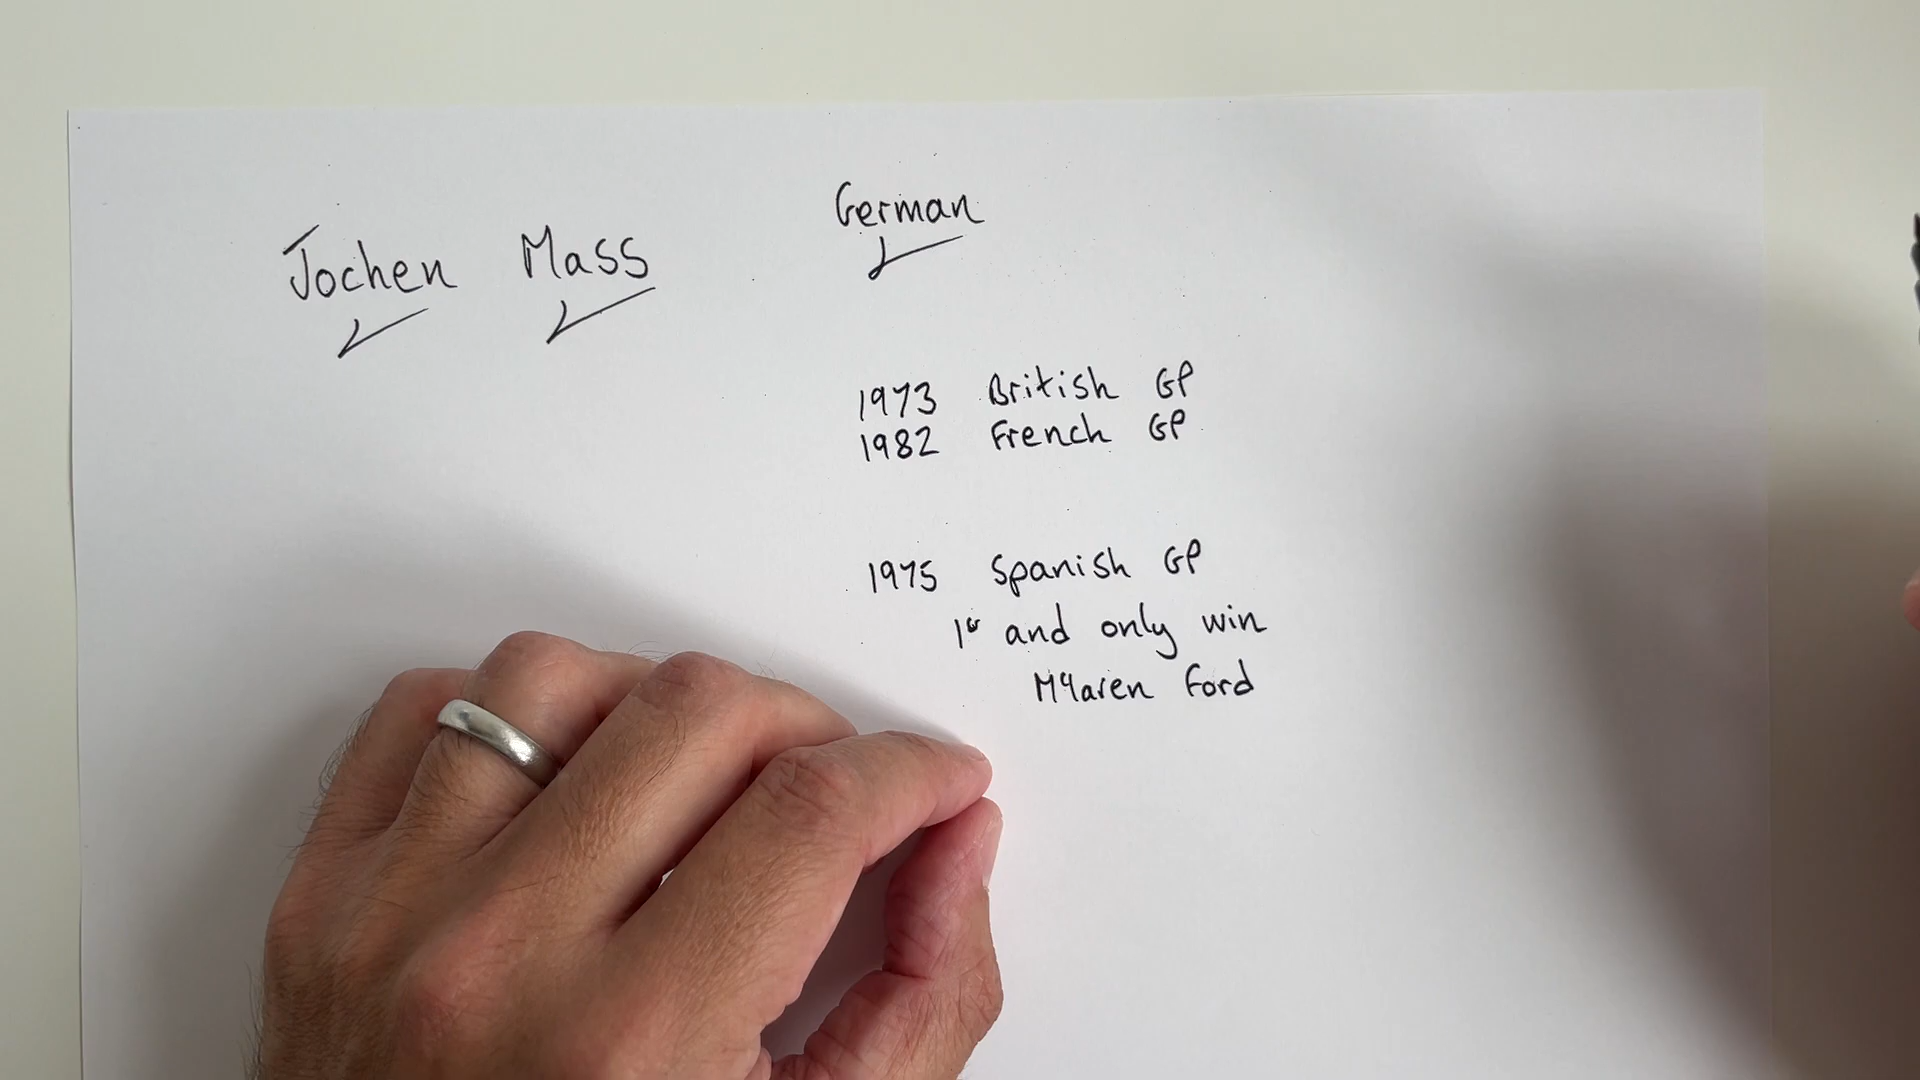 German
Jochen Mass
1973 British GP
1982 French GP
1975 Spanish GP
1st and only win
McLaren Ford